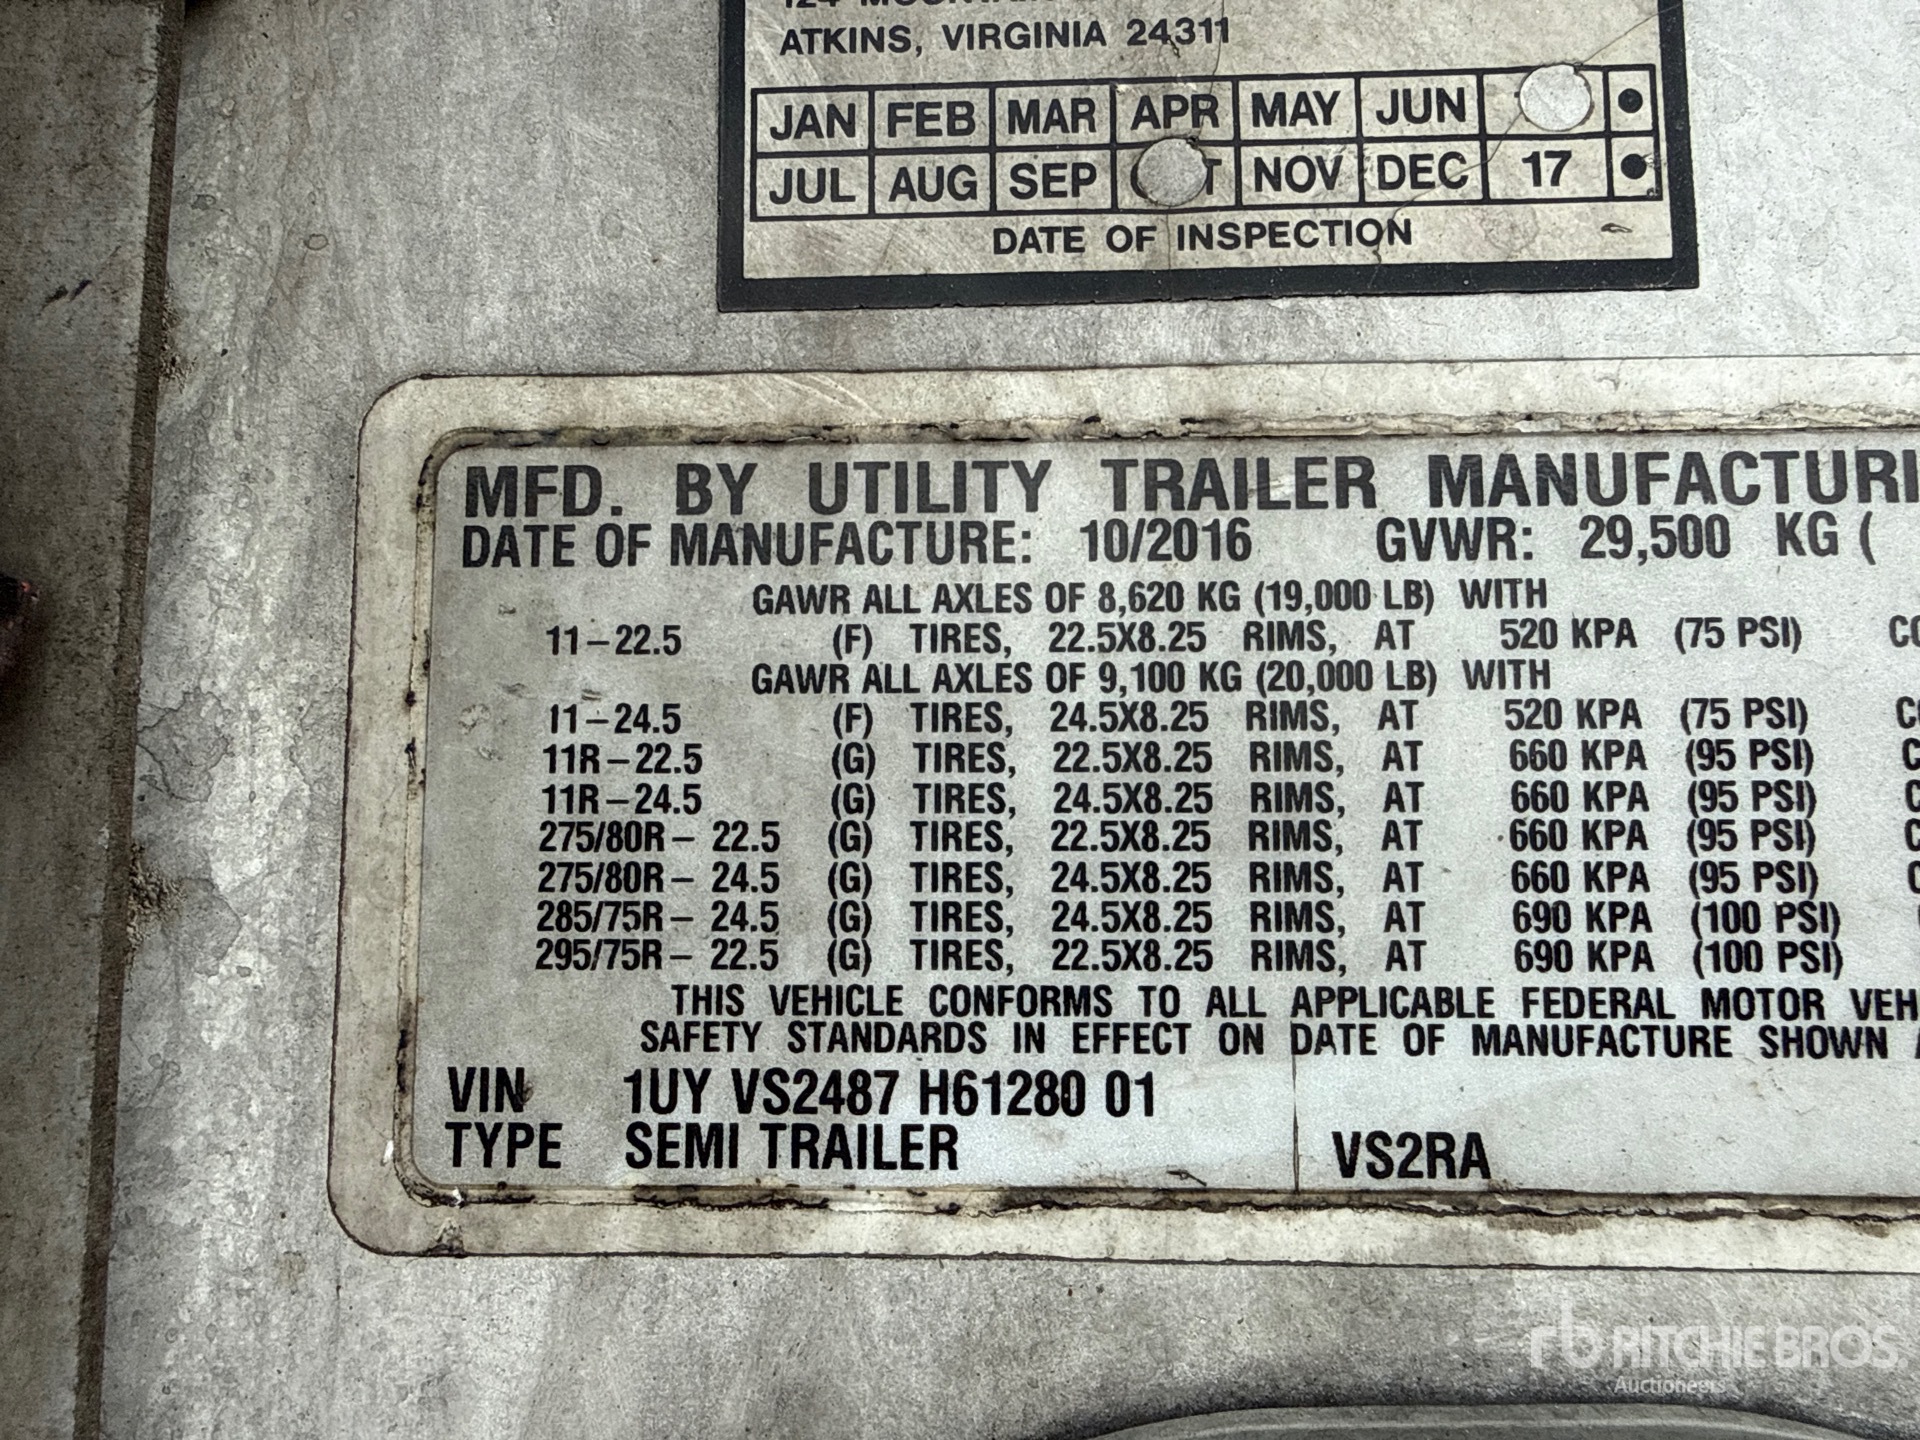 ATKINS, VIRGINIA 24311
JAN FEB MAR APR MAY JUN
JUL AUG SEP NOV DEC 17
DATE OF INSPECTION
MFD. BY UTILITY TRAILER MANUFACTURI
DATE OF MANUFACTURE: 10/2016 GVWR: 29,500 KG (
GAWR ALL AXLES OF 8,620 KG (19,000 LB) WITH
11-22.5 (F) TIRES, 22.5X8.25 RIMS, AT 520 KPA (75 PSI)
GAWR ALL AXLES OF 9,100 KG (20,000 LB) WITH
11-24.5 (F) TIRES, 24.5X8.25 RIMS, AT 520 KPA (75 PSI)
11R-22.5 (G) TIRES, 22.5X8.25 RIMS, AT 660 KPA (95 PSI)
11R-24.5 (G) TIRES, 24.5X8.25 RIMS, AT 660 KPA (95 PSI)
275/80R- 22.5 (G) TIRES, 22.5X8.25 RIMS, AT 660 KPA (95 PSI)
275/80R- 24.5 (G) TIRES, 24.5X8.25 RIMS, AT 660 KPA (95 PSI)
285/75R- 24.5 (G) TIRES, 24.5X8.25 RIMS, AT 690 KPA (100 PSI)
295/75R- 22.5 (G) TIRES, 22.5X8.25 RIMS, AT 690 KPA (100 PSI)
THIS VEHICLE CONFORMS TO ALL APPLICABLE FEDERAL MOTOR VEH
SAFETY STANDARDS IN EFFECT ON DATE OF MANUFACTURE SHOWN
VIN 1UY VS2487 H61280 01
TYPE SEMI TRAILER VS2RA
rb RITCHIE BROS.
Auctioneers